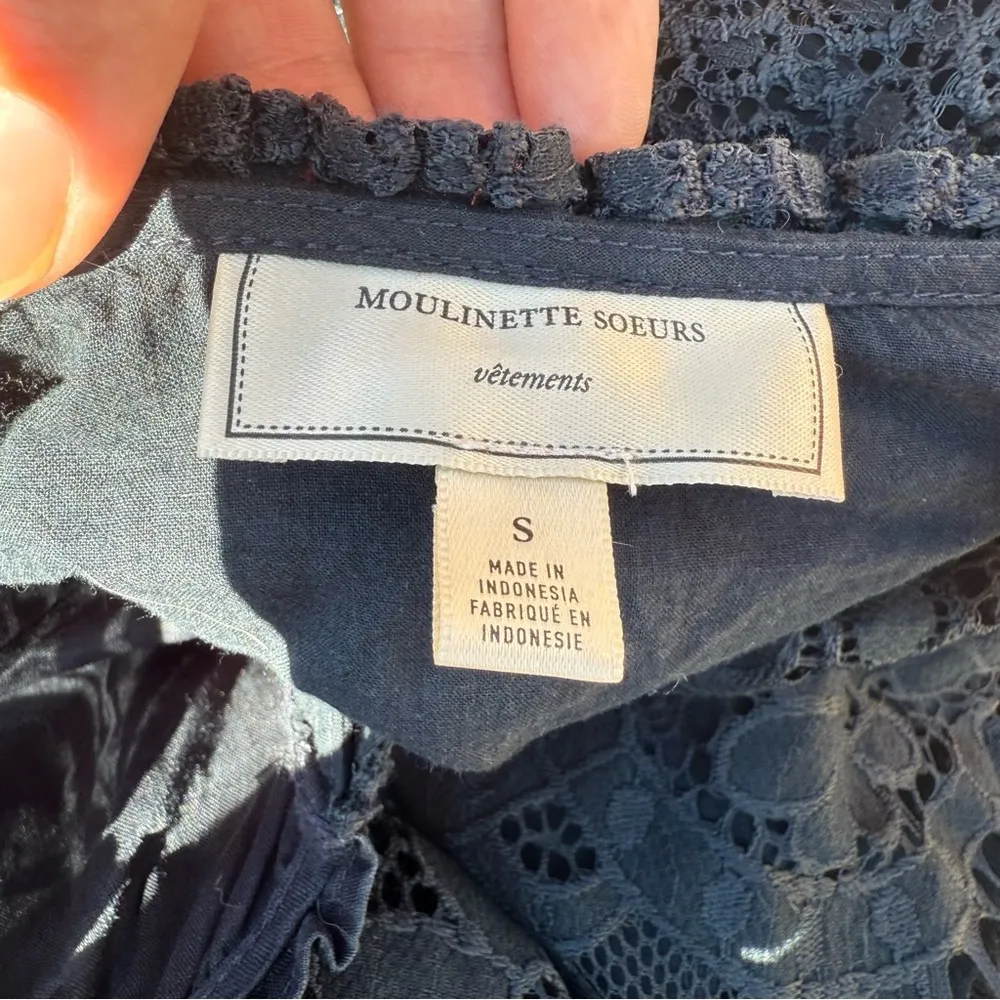 MOULINETTE SOEURS
vêtements
S
MADE IN
INDONESIA
FABRIQUÉ EN
INDONESIE